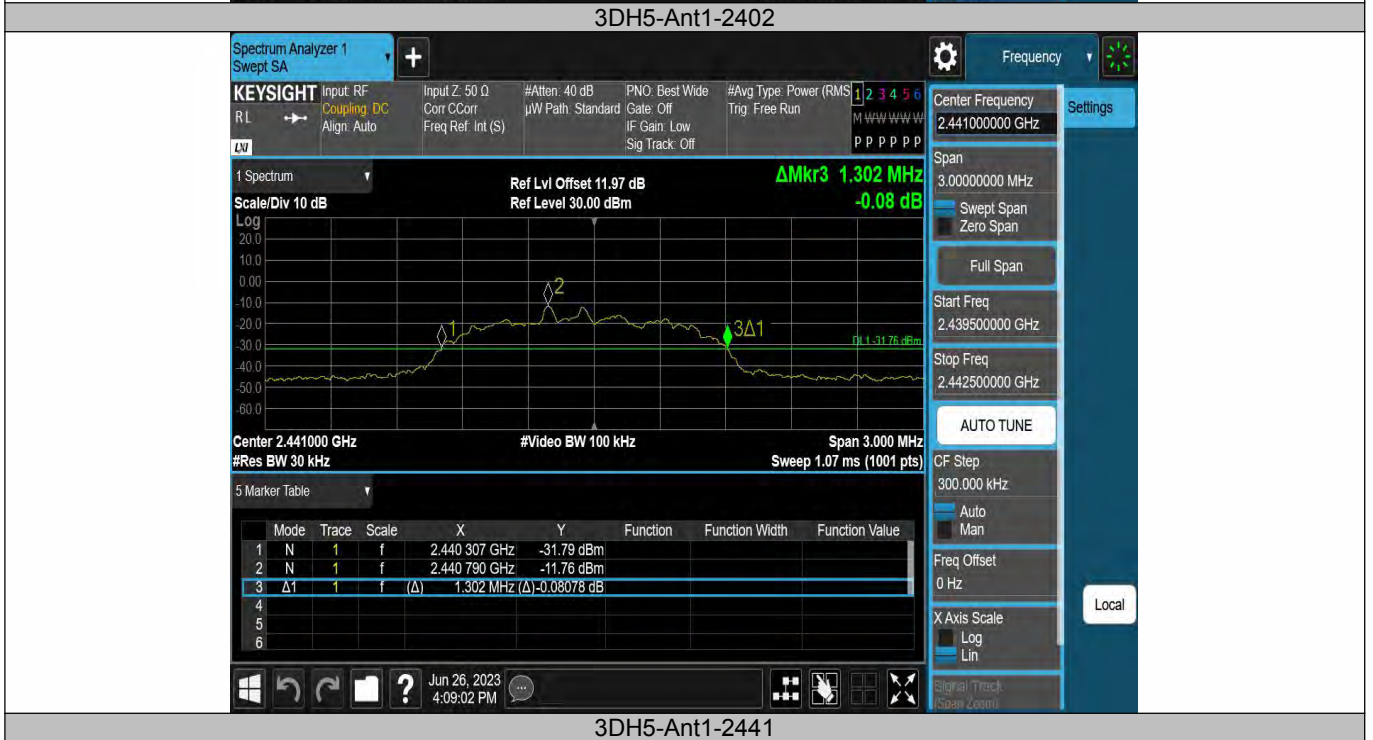 3DH5-Ant1-2402
Spectrum Analyzer 1
Swept SA
+
Frequency
KEYSIGHT
RL
LXI
Input: RF
Coupling: DC
Align: Auto
Input Z: 50 Ω
Corr CCorr
Freq Ref: Int (S)
#Atten: 40 dB
µW Path: Standard
PNO: Best Wide
Gate: Off
IF Gain: Low
Sig Track: Off
#Avg Type: Power (RMS
Trig: Free Run
1 2 3 4 5 6
M W W W W W
P P P P P P
1 Spectrum
Scale/Div 10 dB
Ref Lvl Offset 11.97 dB
Ref Level 30.00 dBm
ΔMkr3 1.302 MHz
-0.08 dB
Log
20.0
10.0
0.00
-10.0
-20.0
-30.0
-40.0
-50.0
-60.0
1
2
3Δ1
DL1 -31.76 dBm
Center 2.441000 GHz
#Video BW 100 kHz
Span 3.000 MHz
#Res BW 30 kHz
Sweep 1.07 ms (1001 pts)
5 Marker Table
Mode Trace Scale X Y Function Function Width Function Value
1 N 1 f 2.440 307 GHz -31.79 dBm
2 N 1 f 2.440 790 GHz -11.76 dBm
3 Δ1 1 f (Δ) 1.302 MHz (Δ) -0.08078 dB
4
5
6
Jun 26, 2023
4:09:02 PM
?
Center Frequency
2.441000000 GHz
Settings
Span
3.00000000 MHz
Swept Span
Zero Span
Full Span
Start Freq
2.439500000 GHz
Stop Freq
2.442500000 GHz
AUTO TUNE
CF Step
300.000 kHz
Auto
Man
Freq Offset
0 Hz
X Axis Scale
Log
Lin
Signal Track
(Span Zoom)
Local
3DH5-Ant1-2441